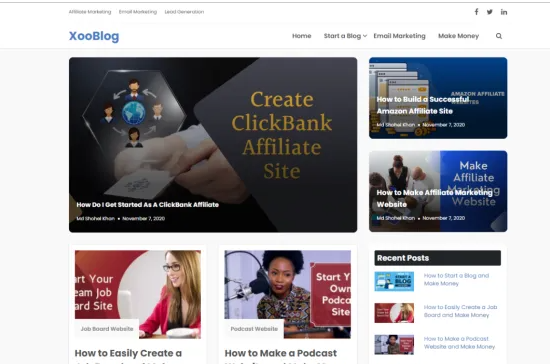 Affiliate Marketing Email Marketing Lead Generation
XooBlog
Home Start a Blog Email Marketing Make Money
Create
ClickBank
Affiliate
Site
How Do I Get Started As A ClickBank Affiliate
Md Shohel Khan November 7, 2020
AMAZON AFFILIATE
WEBSITES
How to Build a Successful
Amazon Affiliate Site
Md Shohel Khan November 7, 2020
Make
Affiliate
Marketing
Website
How to Make Affiliate Marketing
Website
Md Shohel Khan November 7, 2020
art Your
eam Job
ard Site
Job Board Website
How to Easily Create a
Start Y
Own
Podcast
Site
Podcast Website
How to Make a Podcast
Recent Posts
How to Start a Blog and
Make Money
How to Easily Create a Job
Board and Make Money
How to Make a Podcast
Website and Make Money